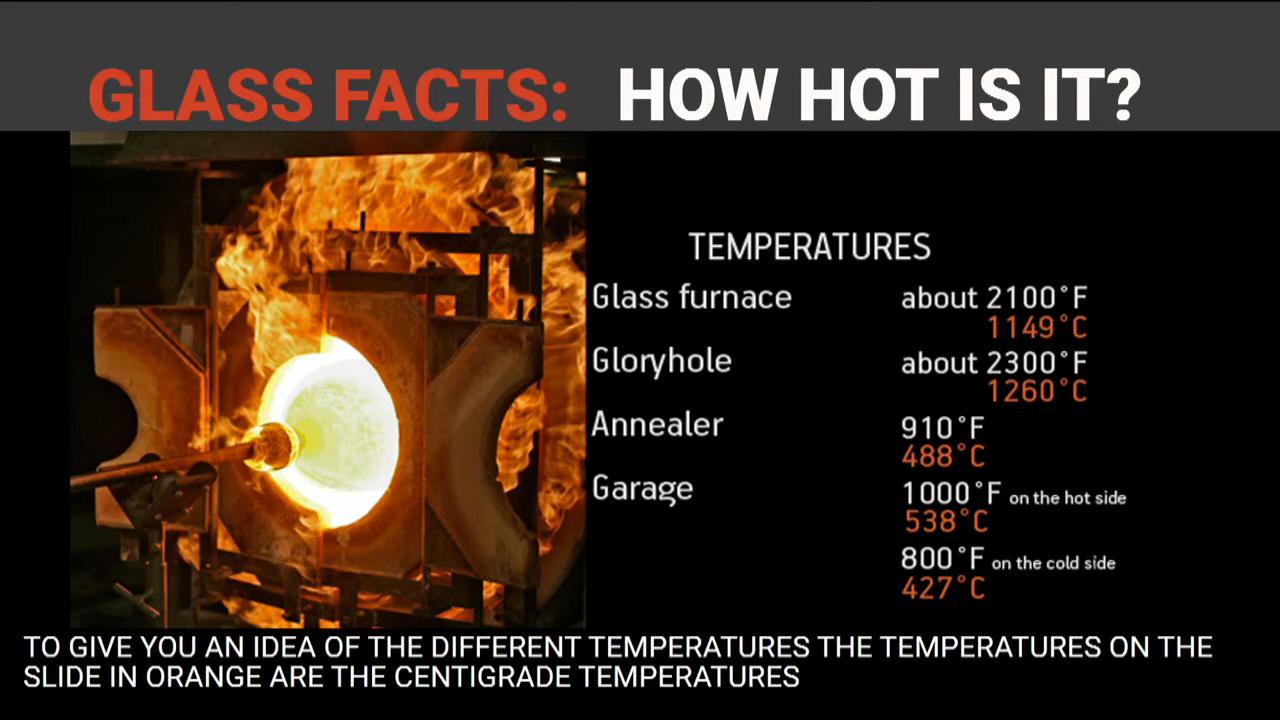 GLASS FACTS: HOW HOT IS IT?
TEMPERATURES
Glass furnace about 2100°F
1149°C
Gloryhole about 2300°F
1260°C
Annealer 910°F
488°C
Garage 1000°F on the hot side
538°C
800°F on the cold side
427°C
TO GIVE YOU AN IDEA OF THE DIFFERENT TEMPERATURES THE TEMPERATURES ON THE
SLIDE IN ORANGE ARE THE CENTIGRADE TEMPERATURES